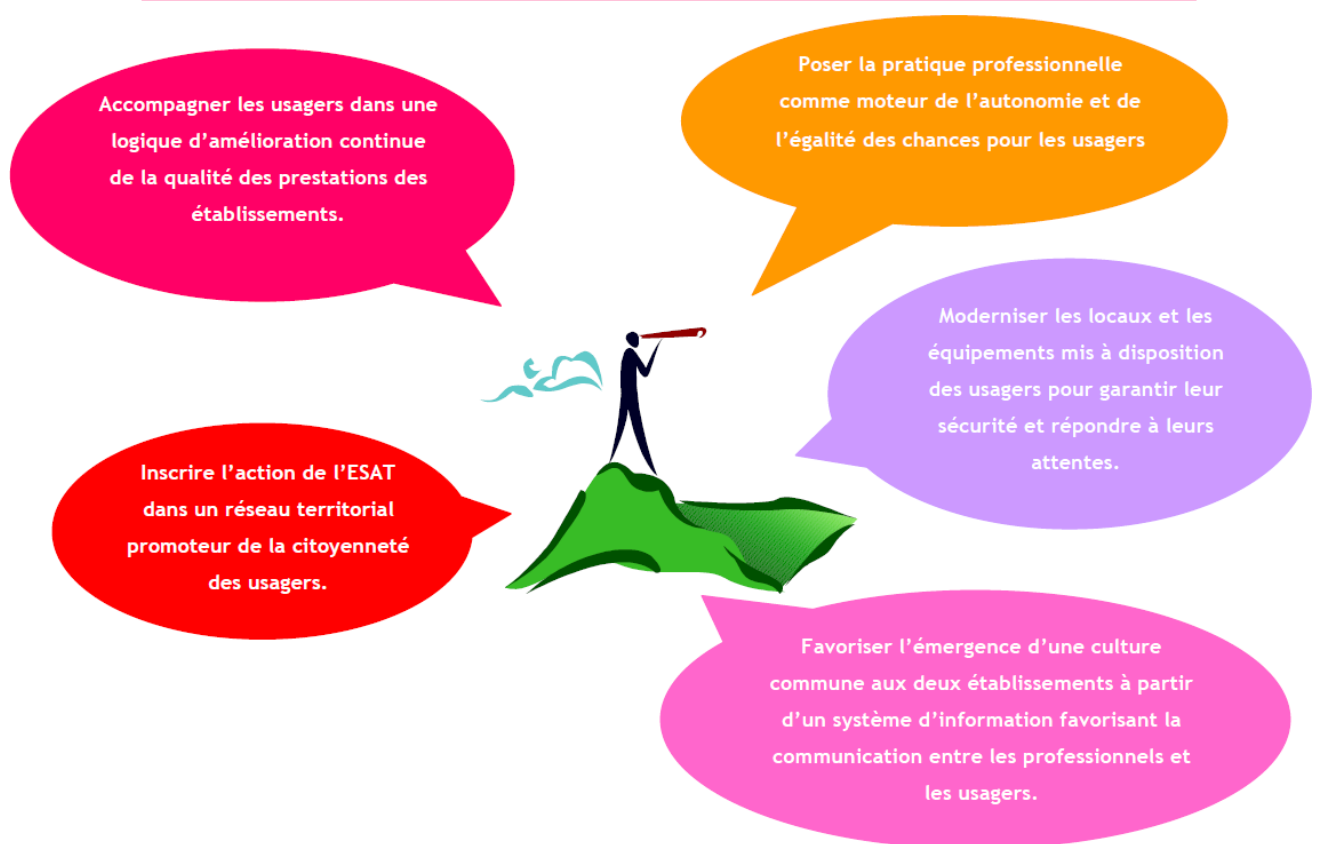 Accompagner les usagers dans une
logique d’amélioration continue
de la qualité des prestations des
établissements.
Poser la pratique professionnelle
comme moteur de l’autonomie et de
l’égalité des chances pour les usagers
Moderniser les locaux et les
équipements mis à disposition
des usagers pour garantir leur
sécurité et répondre à leurs
attentes.
Inscrire l’action de l’ESAT
dans un réseau territorial
promoteur de la citoyenneté
des usagers.
Favoriser l’émergence d’une culture
commune aux deux établissements à partir
d’un système d’information favorisant la
communication entre les professionnels et
les usagers.